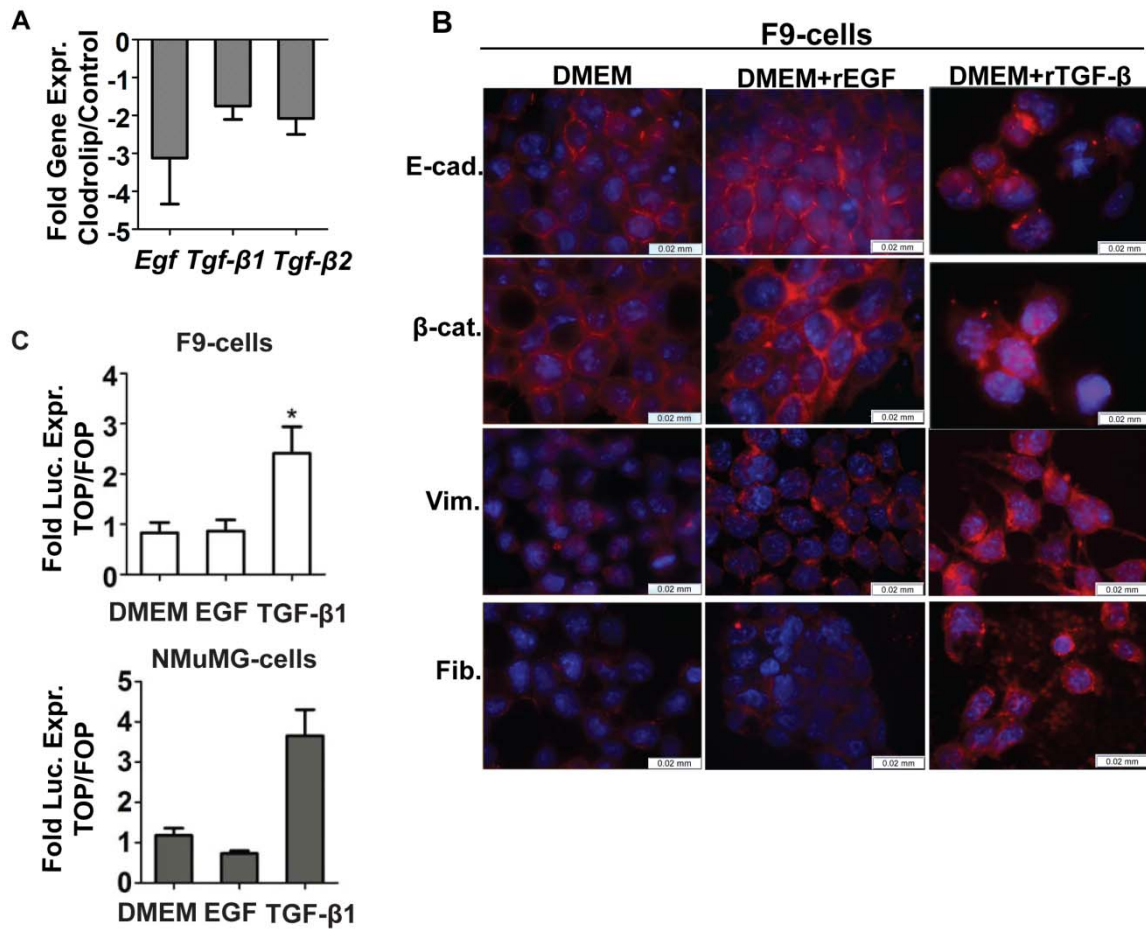 A
Fold Gene Expr.
Clodrolip/Control
0
-1
-2
-3
-4
-5
Egf Tgf-β1 Tgf-β2
B
F9-cells
DMEM DMEM+rEGF DMEM+rTGF-β
E-cad.
0.02 mm 0.02 mm 0.02 mm
β-cat.
0.02 mm 0.02 mm 0.02 mm
Vim.
0.02 mm 0.02 mm 0.02 mm
Fib.
0.02 mm 0.02 mm 0.02 mm
C
F9-cells
Fold Luc. Expr.
TOP/FOP
4
3
2
1
0
*
DMEM EGF TGF-β1
NMuMG-cells
Fold Luc. Expr.
TOP/FOP
5
4
3
2
1
0
DMEM EGF TGF-β1